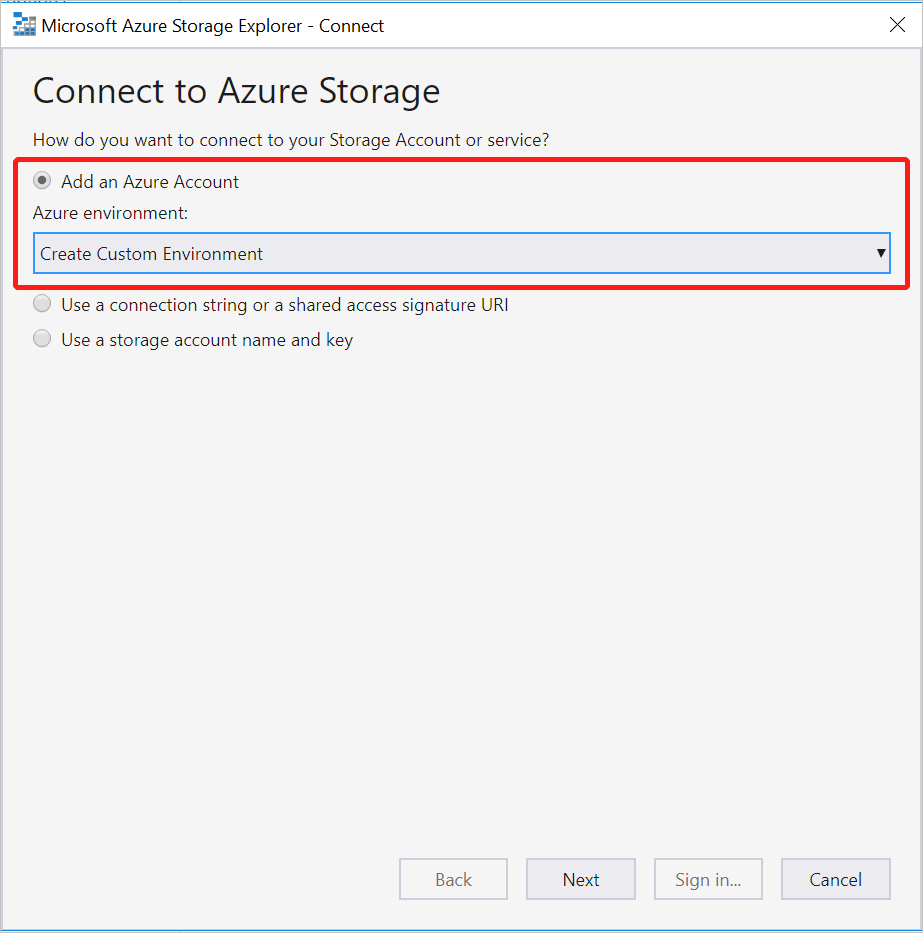 Microsoft Azure Storage Explorer - Connect
Connect to Azure Storage
How do you want to connect to your Storage Account or service?
Add an Azure Account
Azure environment:
Create Custom Environment
Use a connection string or a shared access signature URI
Use a storage account name and key
Back Next Sign in... Cancel